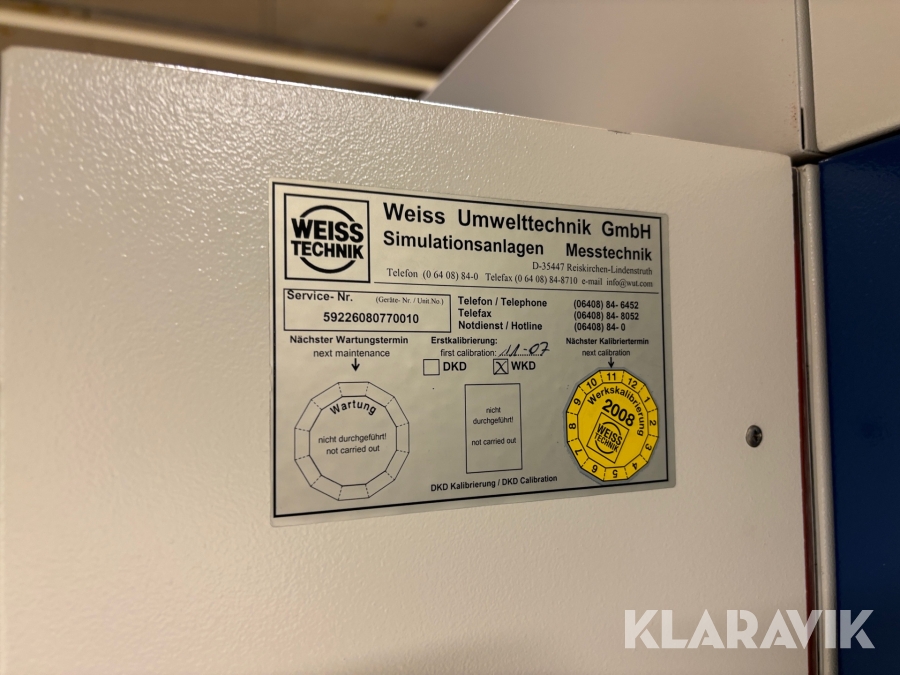 WEISS
TECHNIK
Weiss Umwelttechnik GmbH
Simulationsanlagen Messtechnik
D-35447 Reiskirchen-Lindenstruth
Telefon (0 64 08) 84-0 Telefax (0 64 08) 84-8710 e-mail info@wut.com
Service- Nr. (Geräte- Nr. / Unit No.)
59226080770010
Telefon / Telephone (06408) 84- 6452
Telefax (06408) 84- 8052
Notdienst / Hotline (06408) 84- 0
Nächster Wartungstermin
next maintenance
Erstkalibrierung:
first calibration: 11-07
DKD X WKD
Nächster Kalibriertermin
next calibration
Wartung
nicht durchgeführt!
not carried out
nicht
durchgeführt!
not carried out
DKD Kalibrierung / DKD Calibration
10 11 12 1 2 3 4 5 6 7 8 9
Werkskalibrierung
2008
WEISS
TECHNIK
KLARAVIK